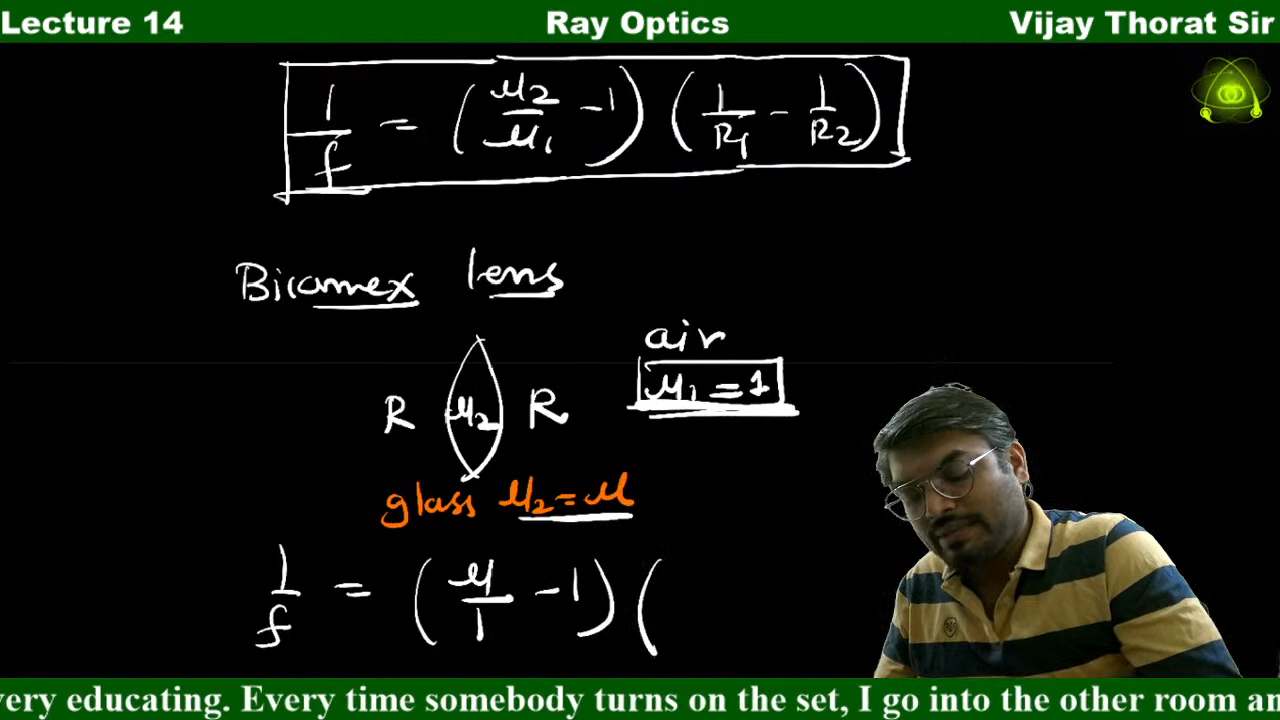 Lecture 14 Ray Optics Vijay Thorat Sir
1/f = (μ2/μ1 - 1) (1/R1 - 1/R2)
Biconvex lens
air
μ1 = 1
R μ2 R
glass μ2 = μ
1/f = (μ/1 - 1) (
very educating. Every time somebody turns on the set, I go into the other room an